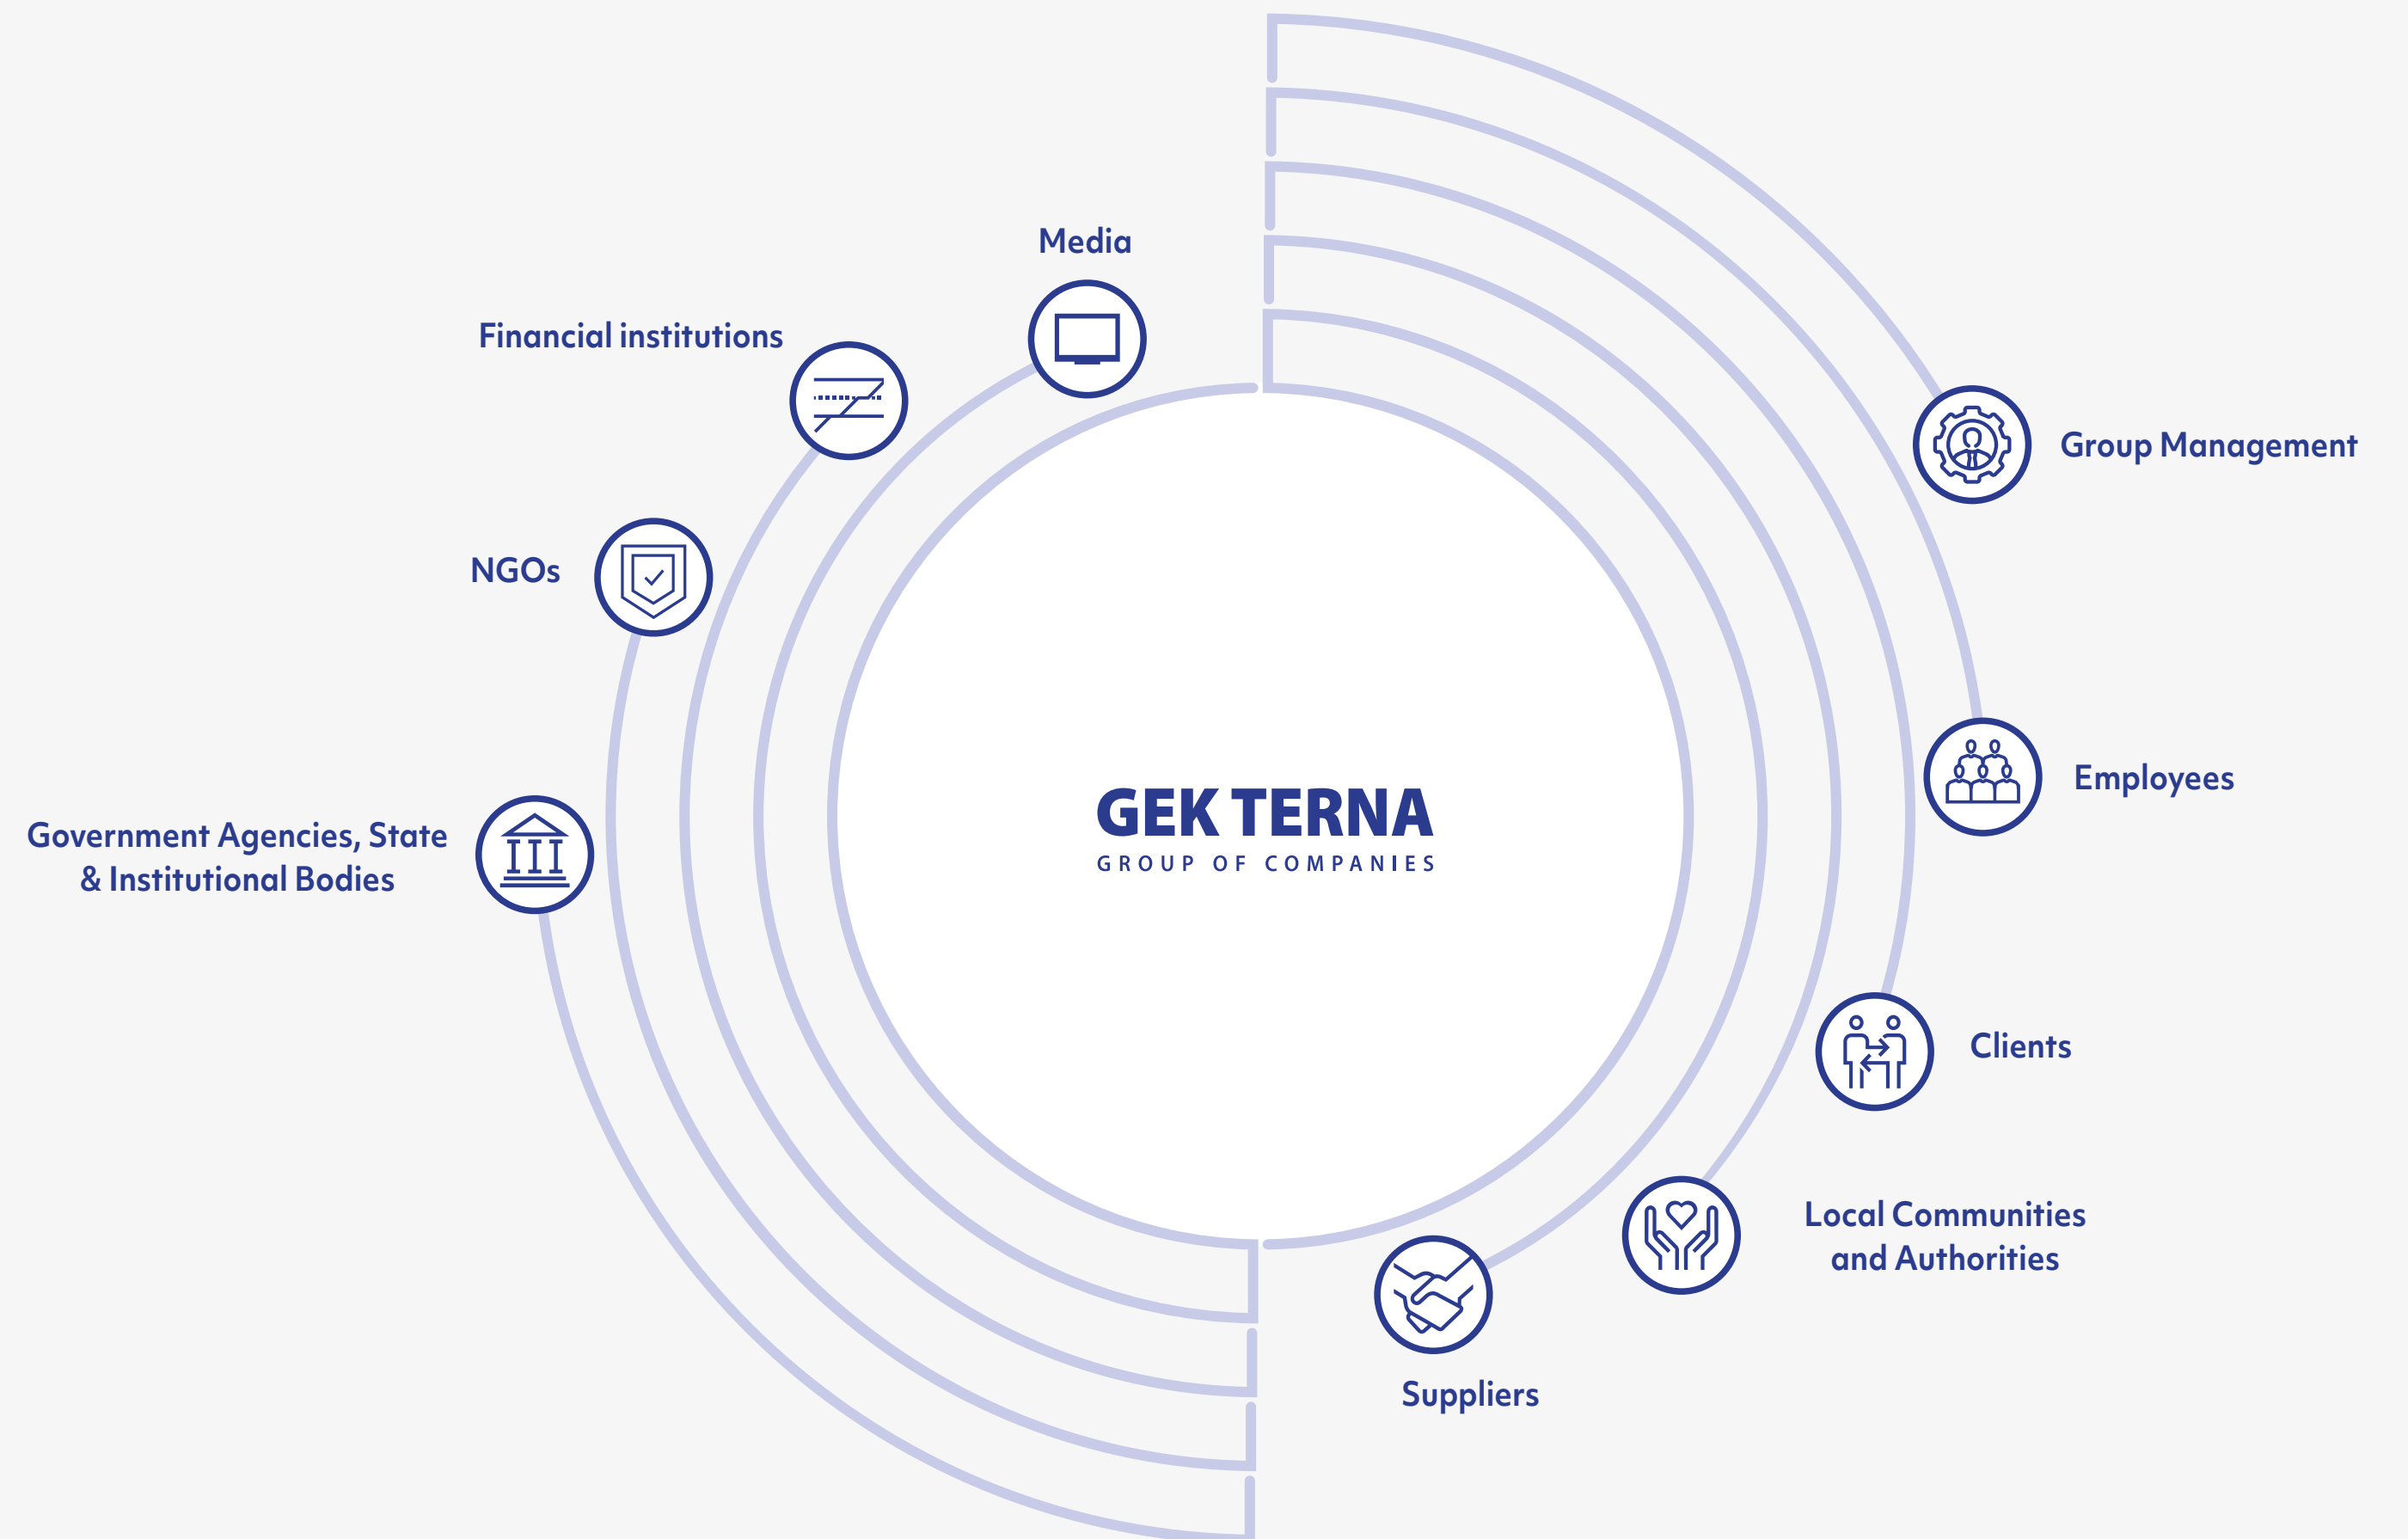 Media
Financial institutions
Group Management
NGOs
Employees
GEK TERNA
GROUP OF COMPANIES
Government Agencies, State
& Institutional Bodies
Clients
Local Communities
and Authorities
Suppliers